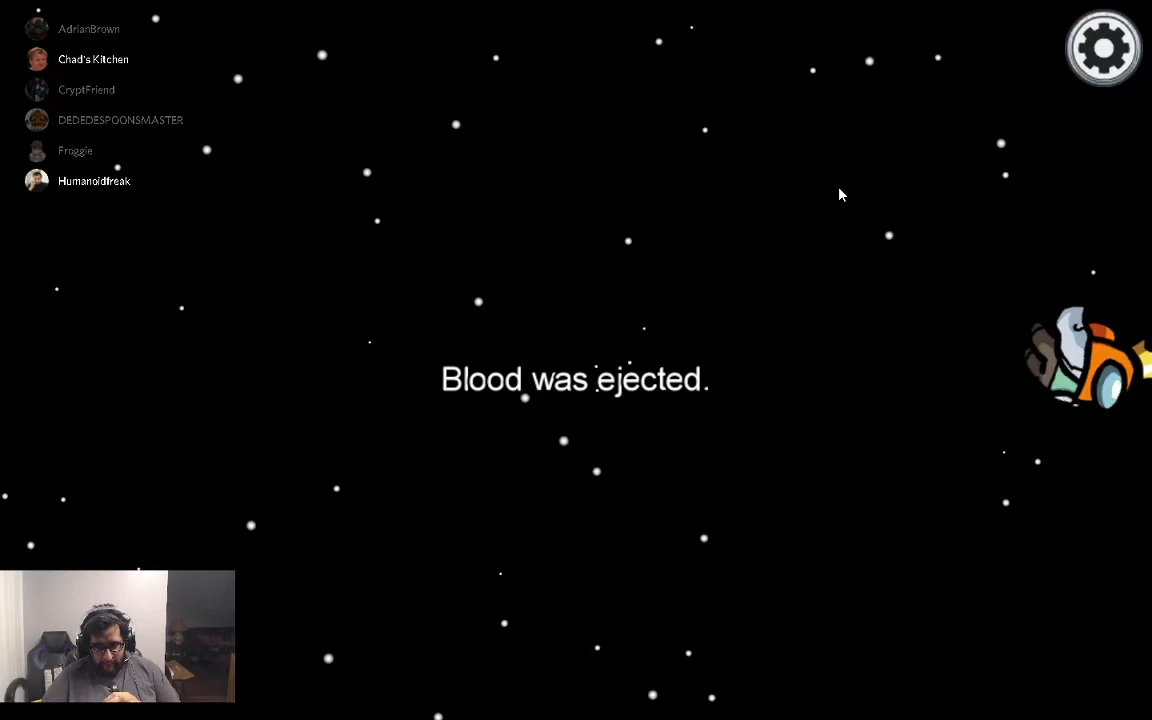 AdrianBrown
Chad's Kitchen
CryptFriend
DEDEDESPOONSMASTER
Froggie
Humanoidfreak
Blood was ejected.